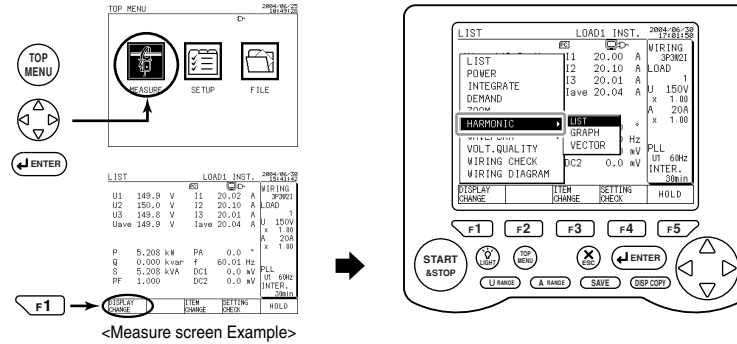 TOP MENU 2004/06/25
10:49:28
TOP
MENU
MEASURE SETUP FILE
ENTER
LIST LOAD1 INST. 2004/06/30
15:41:42
PC
U1 149.9 V I1 20.02 A
U2 150.0 V I2 20.10 A
U3 149.8 V I3 20.01 A
Uave 149.9 V Iave 20.04 A
P 5.208 kW PA 0.0 °
Q 0.000 kvar f 60.01 Hz
S 5.208 kVA DC1 0.0 mV
PF 1.000 DC2 0.0 mV
WIRING
3P3W2I
LOAD
1
U 150V
x 1.00
A 20A
x 1.00
PLL
U1 60Hz
INTER.
30min
DISPLAY
CHANGE
ITEM
CHANGE
SETTING
CHECK
HOLD
F1
<Measure screen Example>
LIST LOAD1 INST. 2004/06/30
17:01:50
PC
I1 20.00 A
I2 20.10 A
I3 20.01 A
Iave 20.04 A
°
Hz
mV
DC2 0.0 mV
LIST
POWER
INTEGRATE
DEMAND
ZOOM
HARMONIC
WAVEFORM
VOLT.QUALITY
WIRING CHECK
WIRING DIAGRAM
LIST
GRAPH
VECTOR
WIRING
3P3W2I
LOAD
1
U 150V
x 1.00
A 20A
x 1.00
PLL
U1 60Hz
INTER.
30min
DISPLAY
CHANGE
ITEM
CHANGE
SETTING
CHECK
HOLD
F1 F2 F3 F4 F5
START
&STOP
LIGHT
TOP
MENU
ESC
ENTER
U RANGE A RANGE SAVE DISP COPY